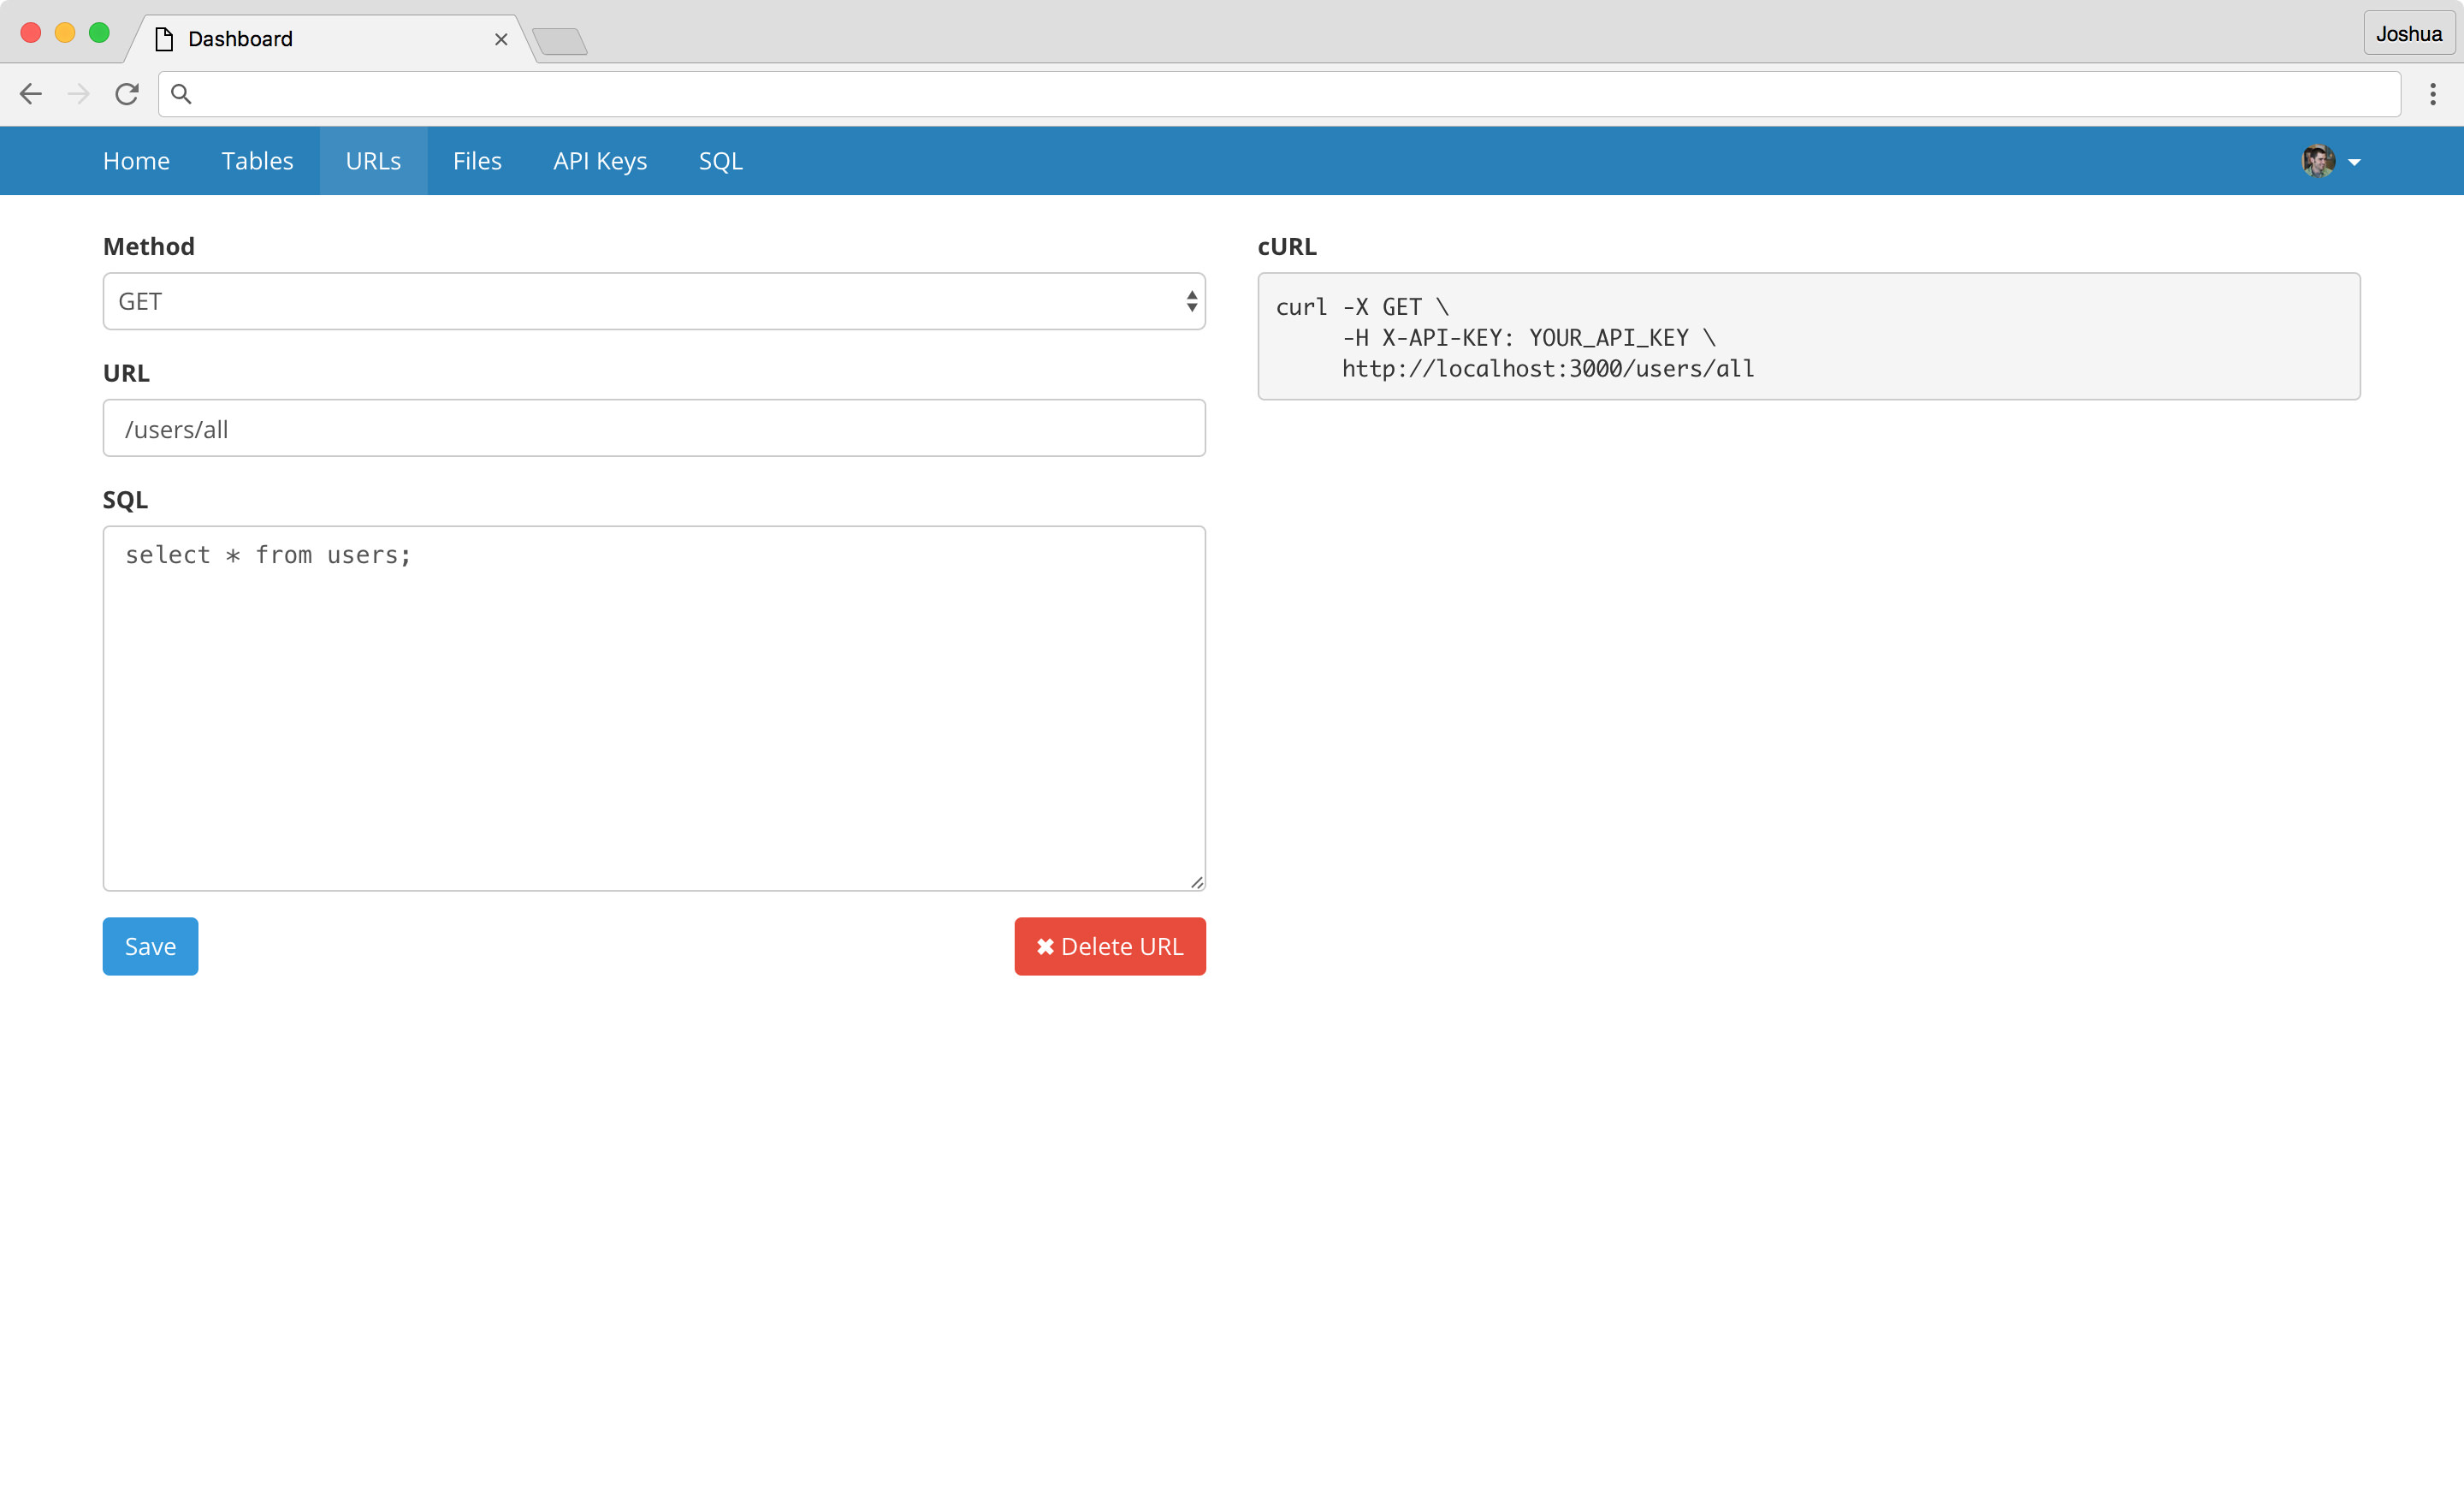 Dashboard
Joshua
Home Tables URLs Files API Keys SQL
Method
GET
URL
/users/all
SQL
select * from users;
Save
✖ Delete URL
cURL
curl -X GET \
-H X-API-KEY: YOUR_API_KEY \
http://localhost:3000/users/all